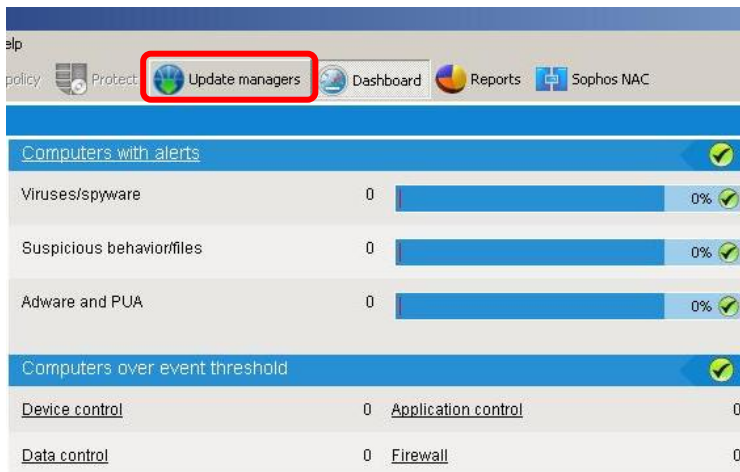 elp
policy Protect Update managers Dashboard Reports Sophos NAC
Computers with alerts
Viruses/spyware 0 0%
Suspicious behavior/files 0 0%
Adware and PUA 0 0%
Computers over event threshold
Device control 0 Application control 0
Data control 0 Firewall 0